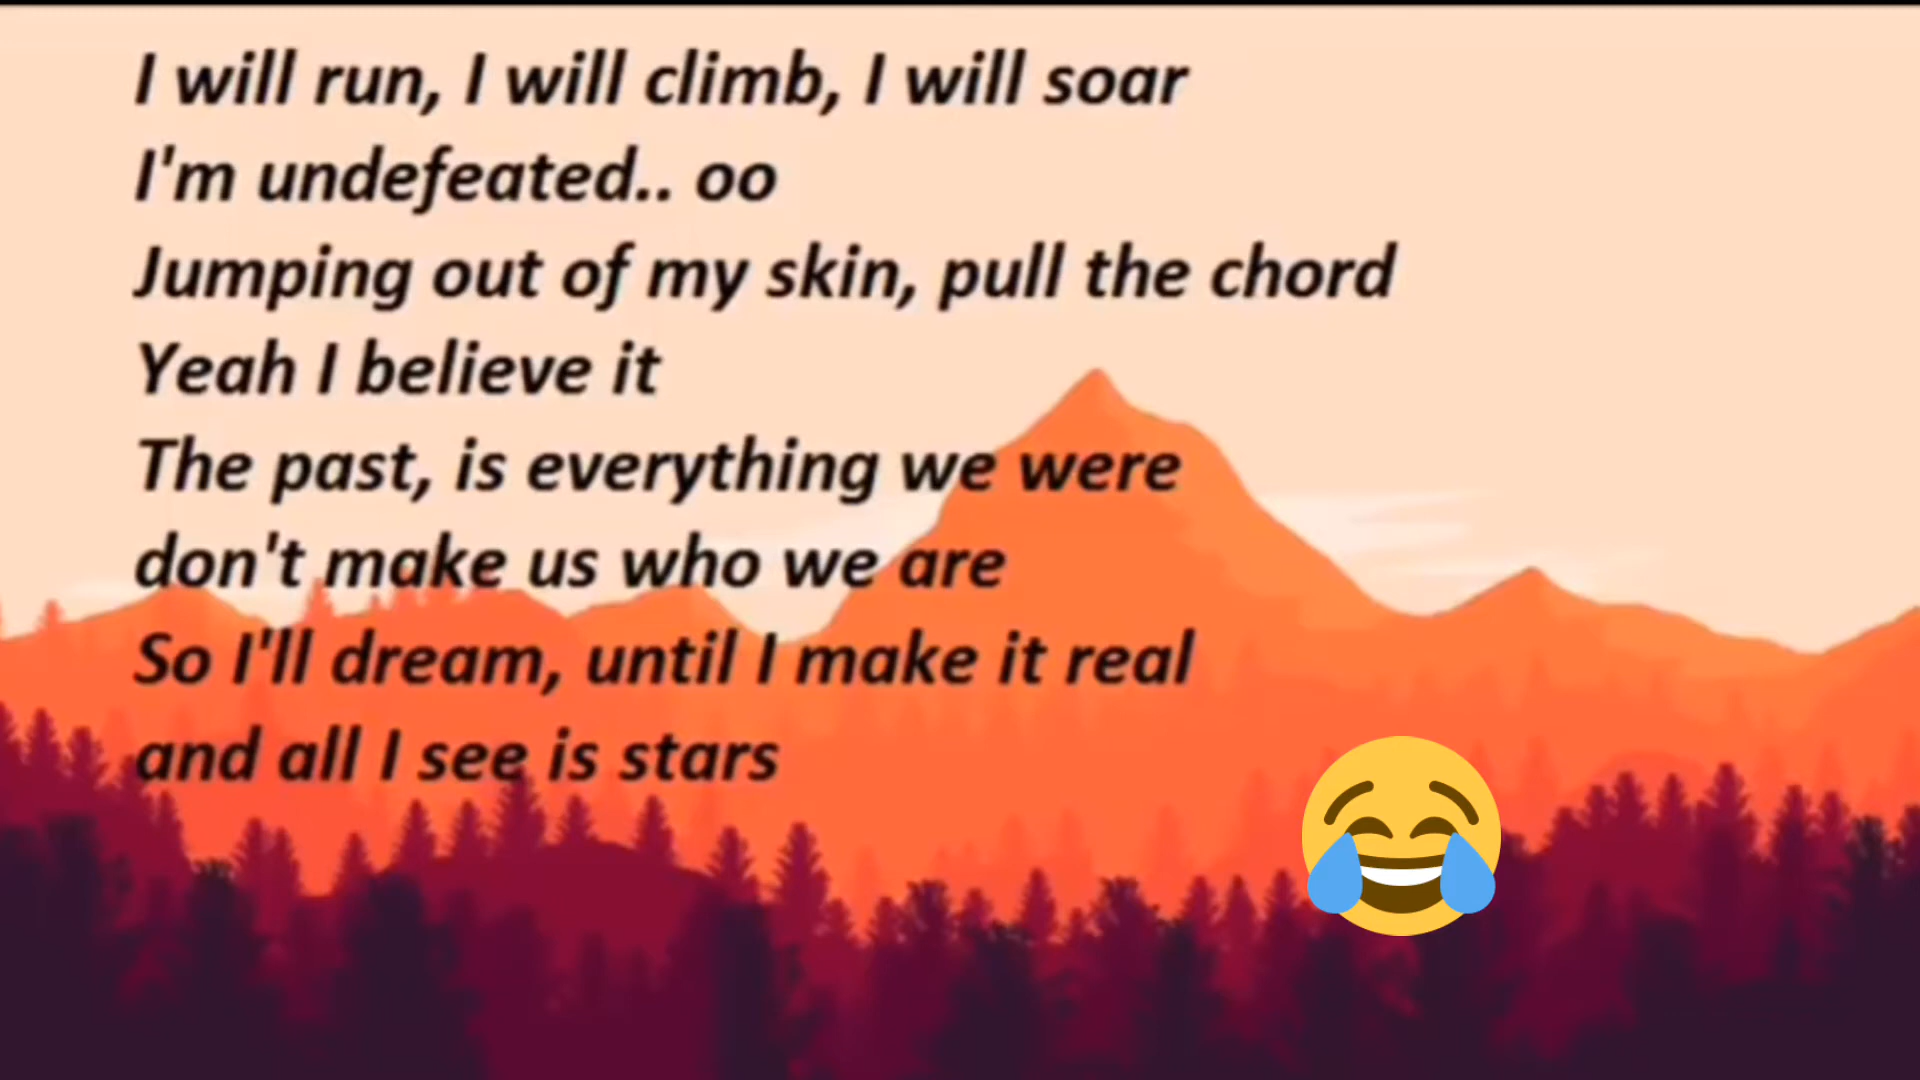 I will run, I will climb, I will soar
I'm undefeated.. oo
Jumping out of my skin, pull the chord
Yeah I believe it
The past, is everything we were
don't make us who we are
So I'll dream, until I make it real
and all I see is stars